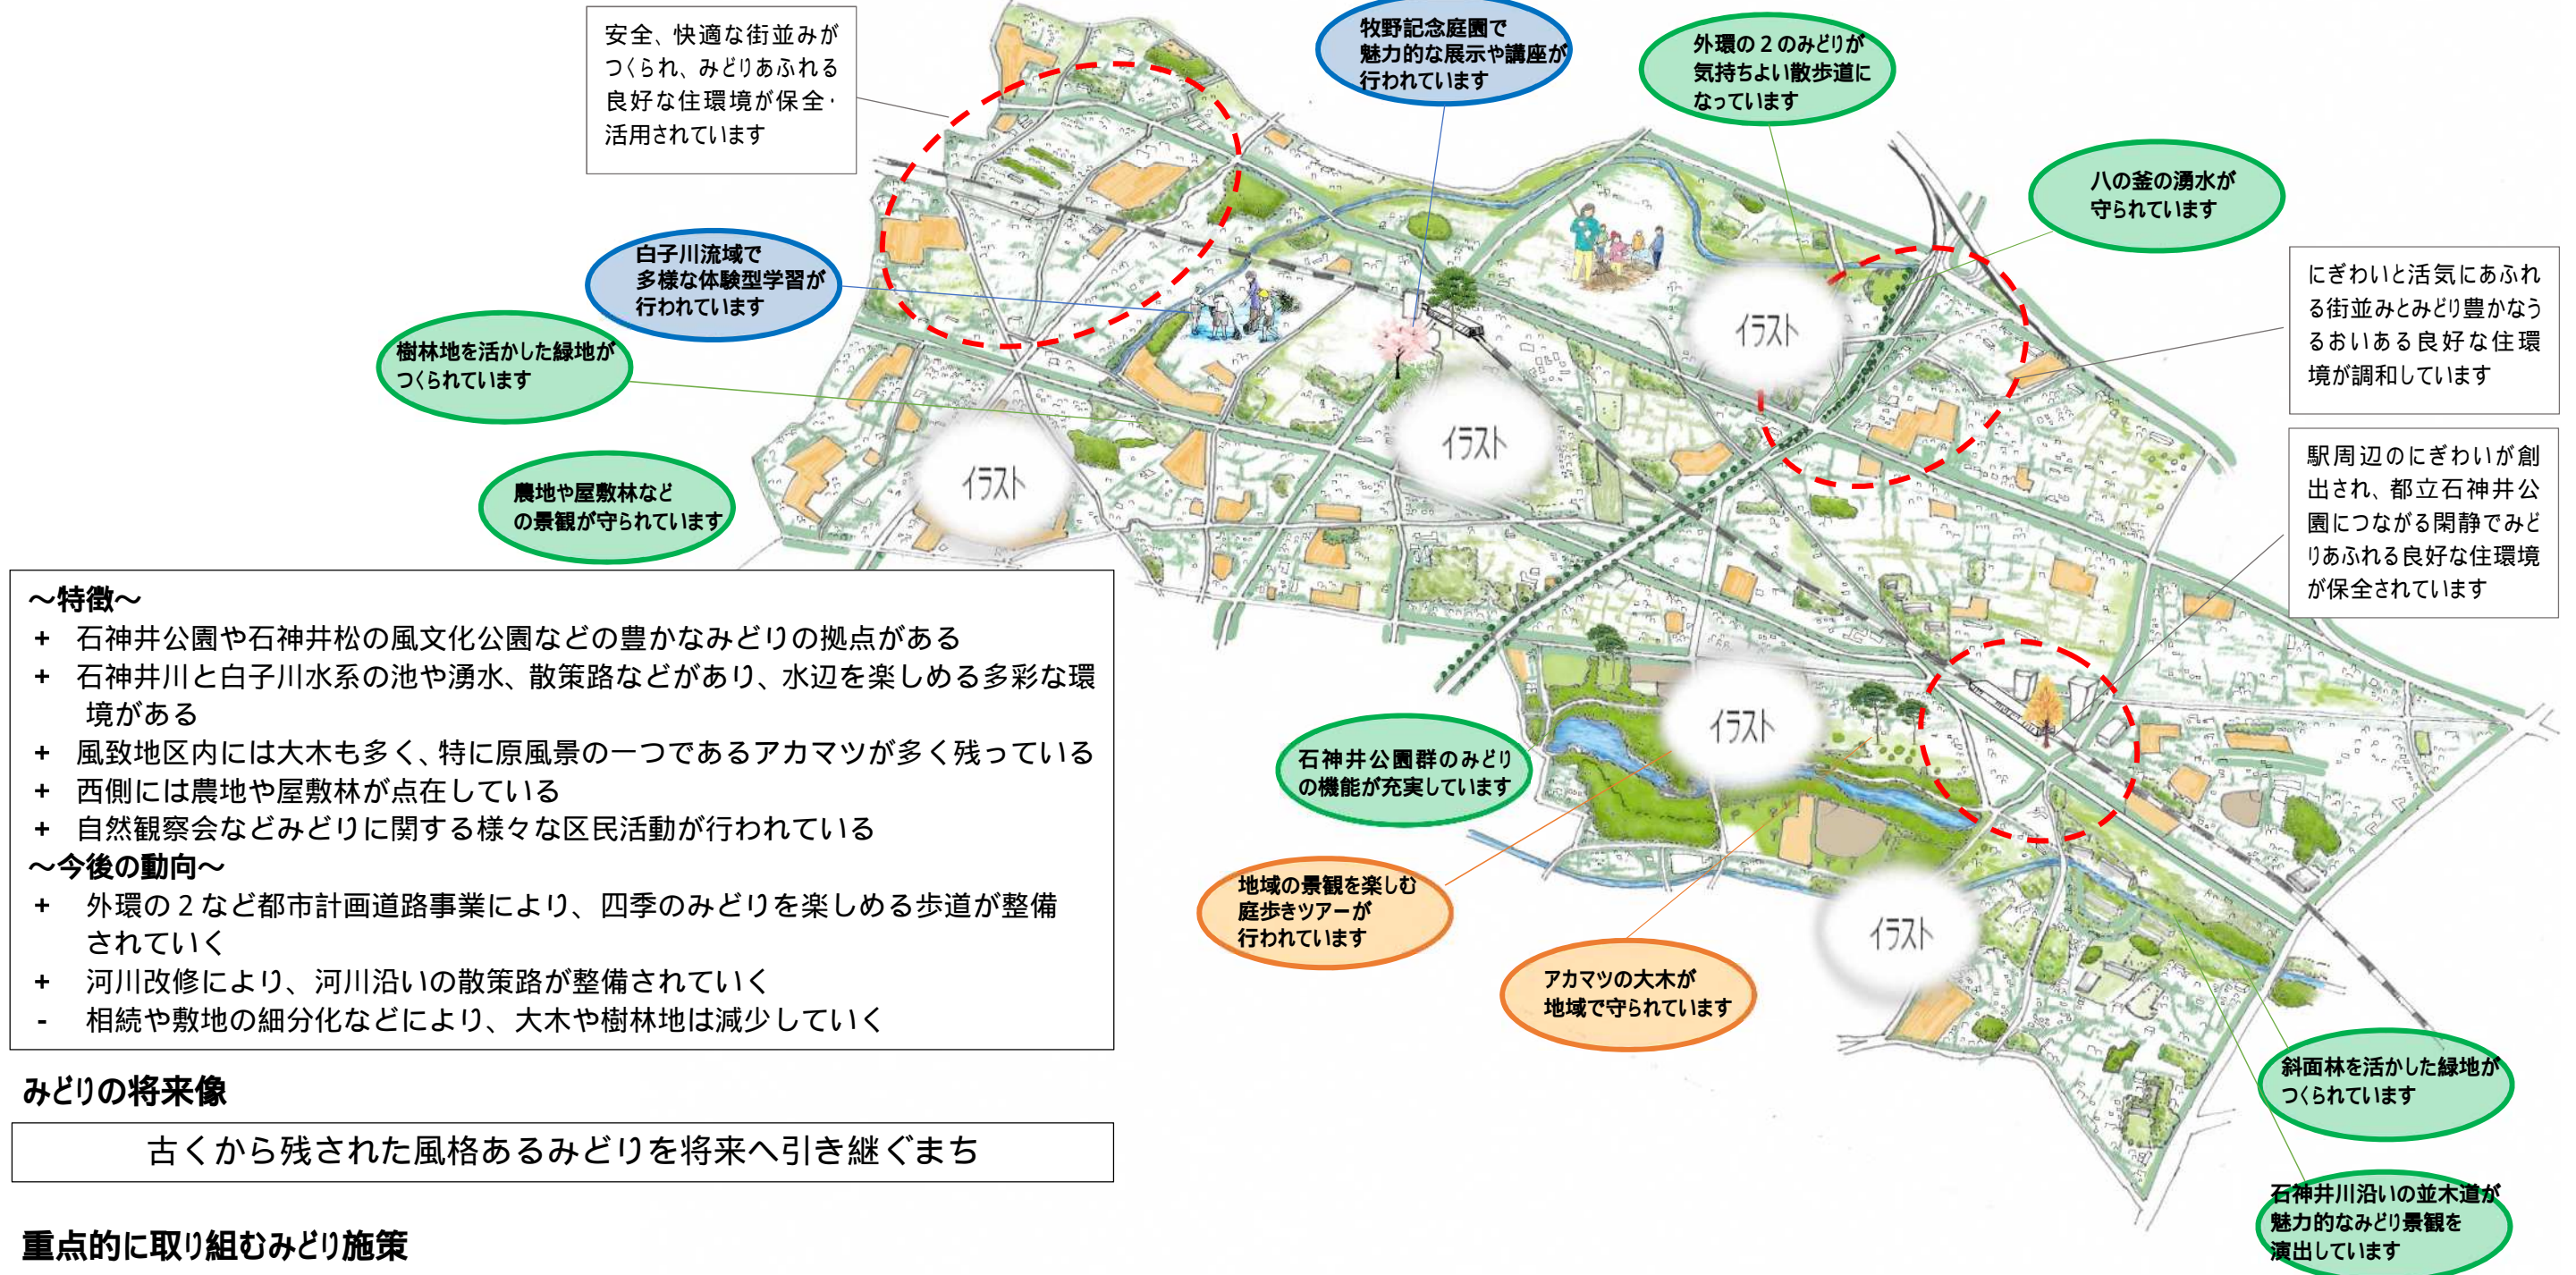 安全、快適な街並みが
つくられ、みどりあふれる
良好な住環境が保全・
活用されています
牧野記念庭園で
魅力的な展示や講座が
行われています
外環の２のみどりが
気持ちよい散歩道に
なっています
八の釜の湧水が
守られています
白子川流域で
多様な体験型学習が
行われています
にぎわいと活気にあふれ
る街並みとみどり豊かなう
るおいある良好な住環
境が調和しています
樹林地を活かした緑地が
つくられています
イラスト
イラスト
イラスト
農地や屋敷林など
の景観が守られています
駅周辺のにぎわいが創
出され、都立石神井公
園につながる閑静でみど
りあふれる良好な住環境
が保全されています
～特徴～
+ 石神井公園や石神井松の風文化公園などの豊かなみどりの拠点がある
+ 石神井川と白子川水系の池や湧水、散策路などがあり、水辺を楽しめる多彩な環
境がある
+ 風致地区内には大木も多く、特に原風景の一つであるアカマツが多く残っている
+ 西側には農地や屋敷林が点在している
+ 自然観察会などみどりに関する様々な区民活動が行われている
～今後の動向～
+ 外環の２など都市計画道路事業により、四季のみどりを楽しめる歩道が整備
されていく
+ 河川改修により、河川沿いの散策路が整備されていく
- 相続や敷地の細分化などにより、大木や樹林地は減少していく
イラスト
石神井公園群のみどり
の機能が充実しています
地域の景観を楽しむ
庭歩きツアーが
行われています
イラスト
アカマツの大木が
地域で守られています
斜面林を活かした緑地が
つくられています
石神井川沿いの並木道が
魅力的なみどり景観を
演出しています
みどりの将来像
古くから残された風格あるみどりを将来へ引き継ぐまち
重点的に取り組むみどり施策